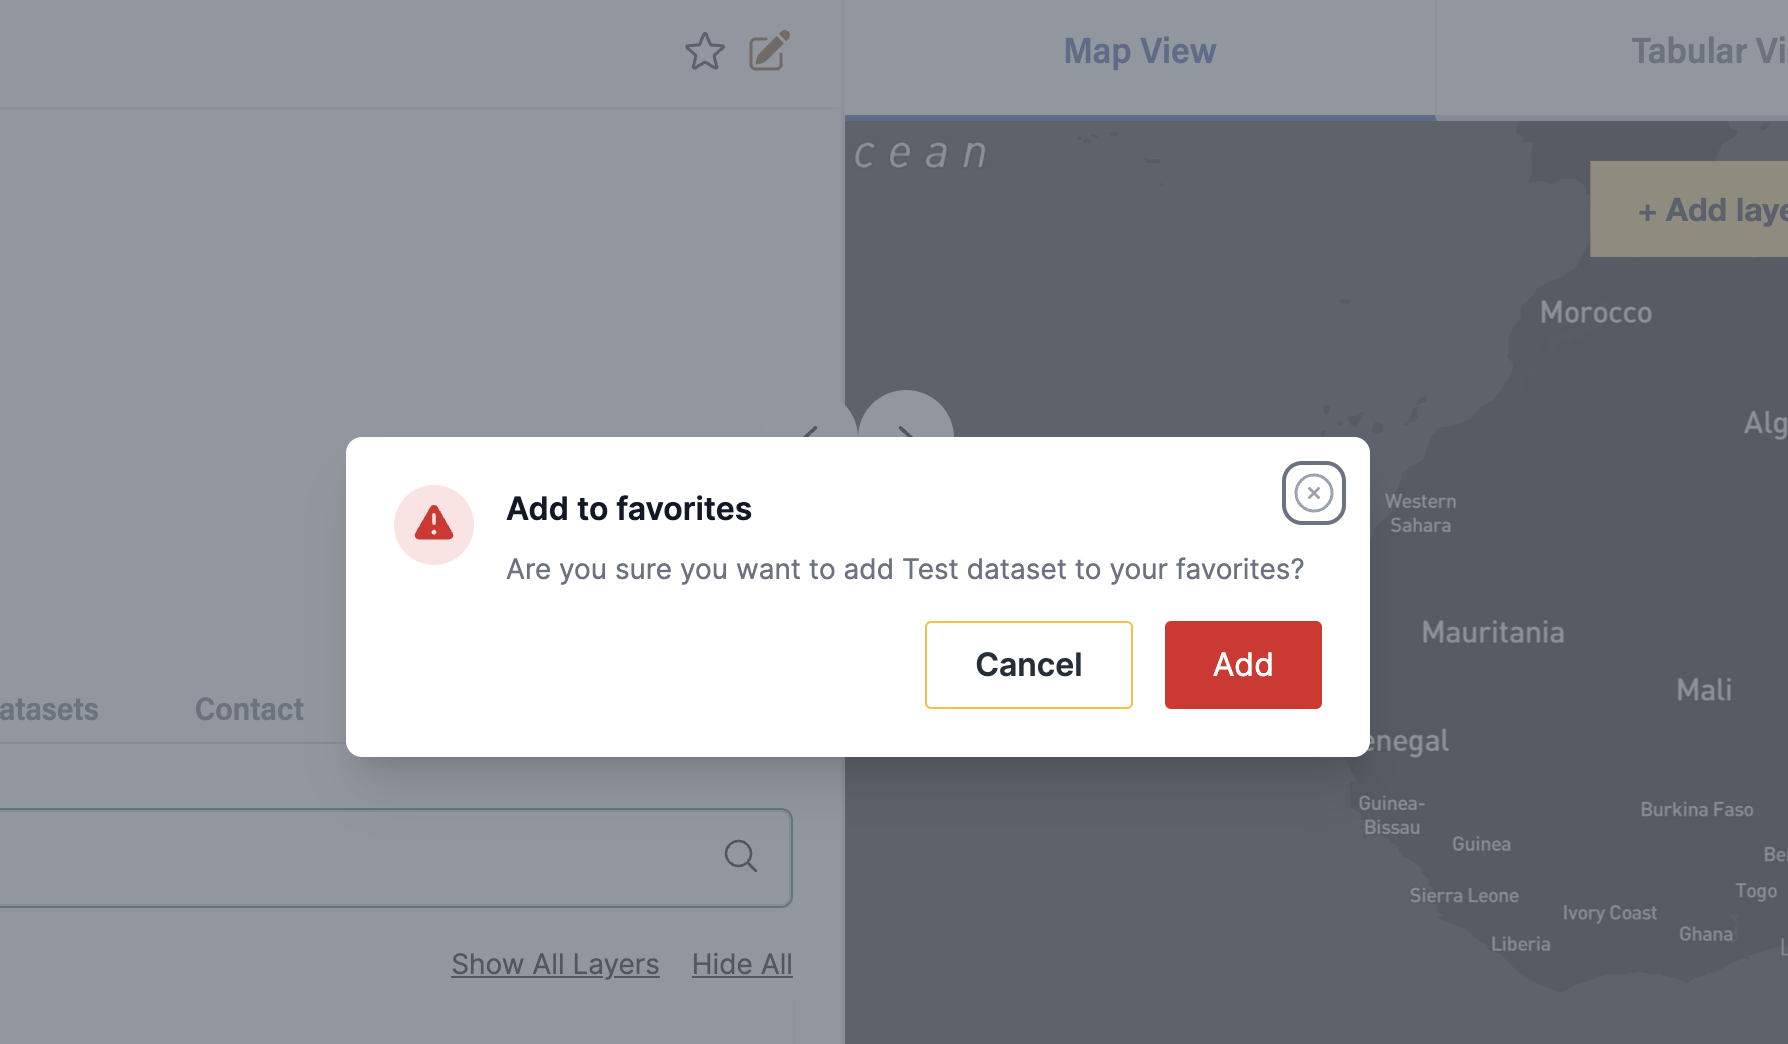 Map View
Tabular Vi
cean
+ Add laye
Morocco
Alg
Add to favorites
Western
Sahara
Are you sure you want to add Test dataset to your favorites?
Mauritania
Cancel
Add
Mali
atasets
Contact
enegal
Guinea-
Bissau
Burkina Faso
Guinea
Be
Togo
Sierra Leone
Ivory Coast
Ghana
Liberia
L
Show All Layers
Hide All